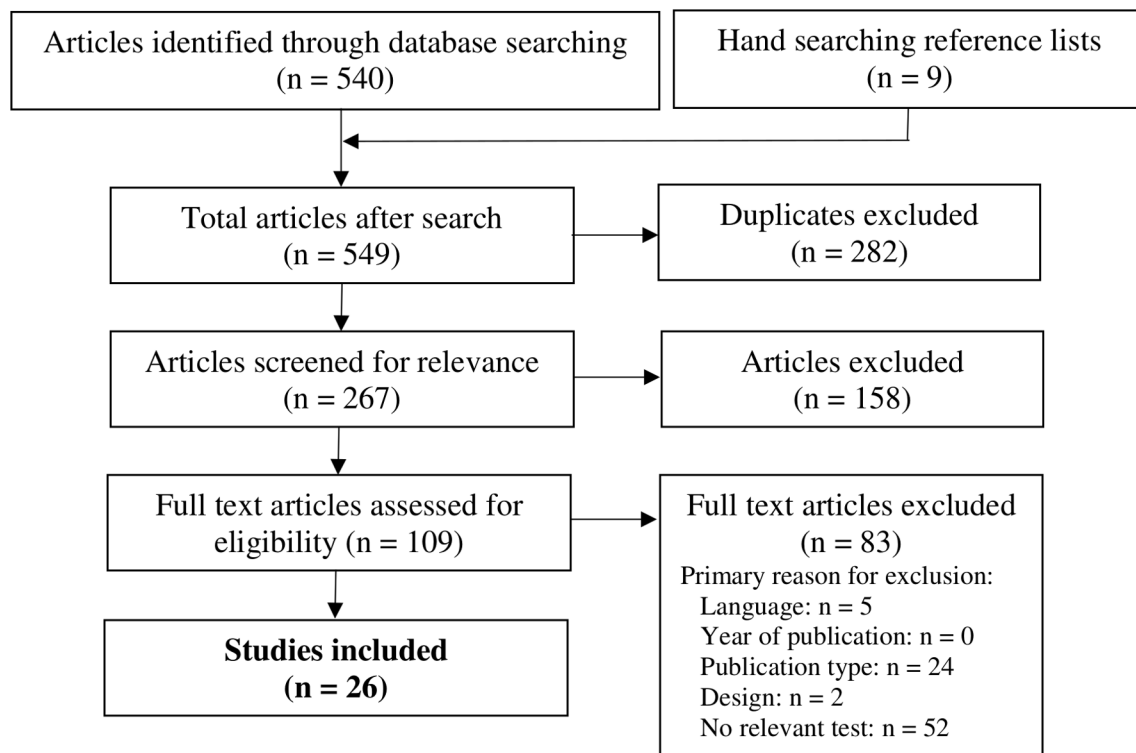 Articles identified through database searching
(n = 540)
Hand searching reference lists
(n = 9)
Total articles after search
(n = 549)
Duplicates excluded
(n = 282)
Articles screened for relevance
(n = 267)
Articles excluded
(n = 158)
Full text articles assessed for
eligibility (n = 109)
Full text articles excluded
(n = 83)
Primary reason for exclusion:
Language: n = 5
Year of publication: n = 0
Publication type: n = 24
Design: n = 2
No relevant test: n = 52
Studies included
(n = 26)